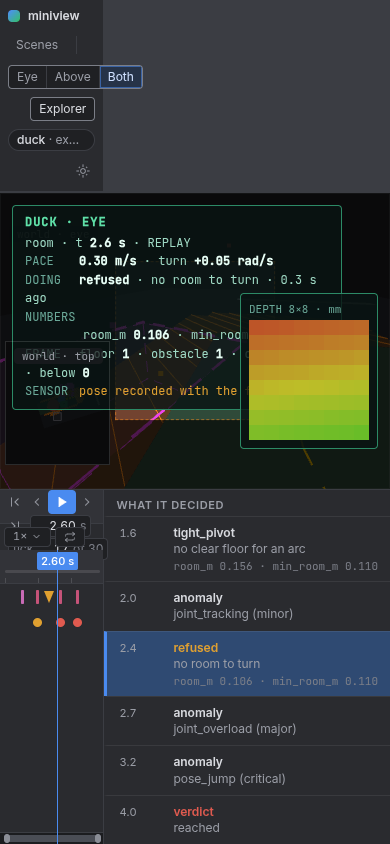 miniview
Scenes
Eye Above Both
Explorer
duck · ex...
DUCK · EYE
room · t 2.6 s · REPLAY
PACE 0.30 m/s · turn +0.05 rad/s
DOING refused · no room to turn · 0.3 s
ago
NUMBERS
room_m 0.106 · min_room
DEPTH 8×8 · mm
world · top
1 · obstacle 1 ·
· below 0
SENSOR pose recorded with the
2.60 s
1×
2.60 s
WHAT IT DECIDED
1.6 tight_pivot
no clear floor for an arc
room_m 0.156 · min_room_m 0.110
2.0 anomaly
joint_tracking (minor)
2.4 refused
no room to turn
room_m 0.106 · min_room_m 0.110
2.7 anomaly
joint_overload (major)
3.2 anomaly
pose_jump (critical)
4.0 verdict
reached